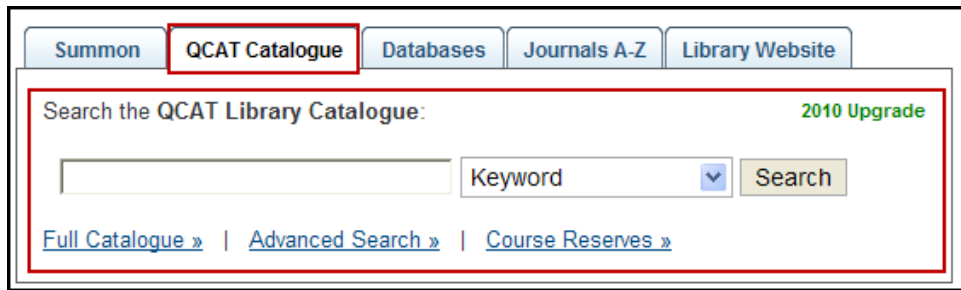 Summon QCAT Catalogue Databases Journals A-Z Library Website
Search the QCAT Library Catalogue: 2010 Upgrade
Keyword Search
Full Catalogue » | Advanced Search » | Course Reserves »